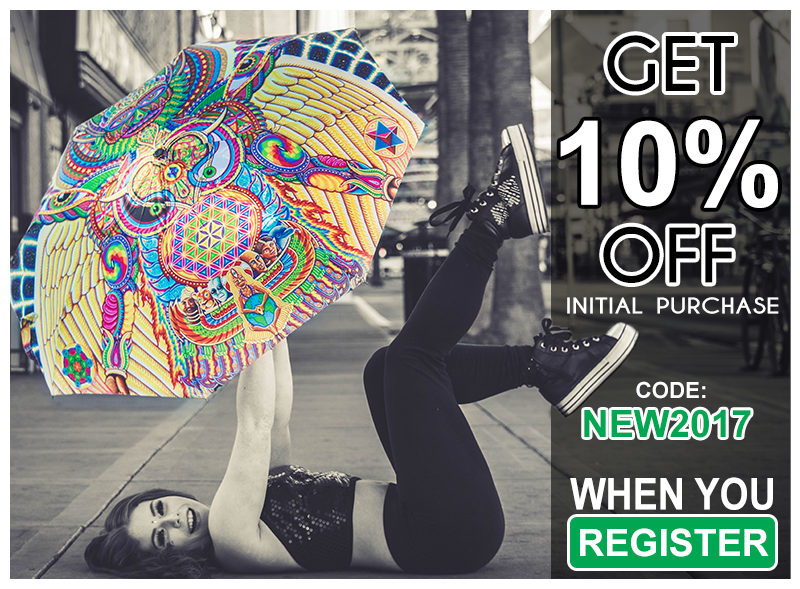 GET
10%
OFF
INITIAL PURCHASE
CODE:
NEW2017
WHEN YOU
REGISTER